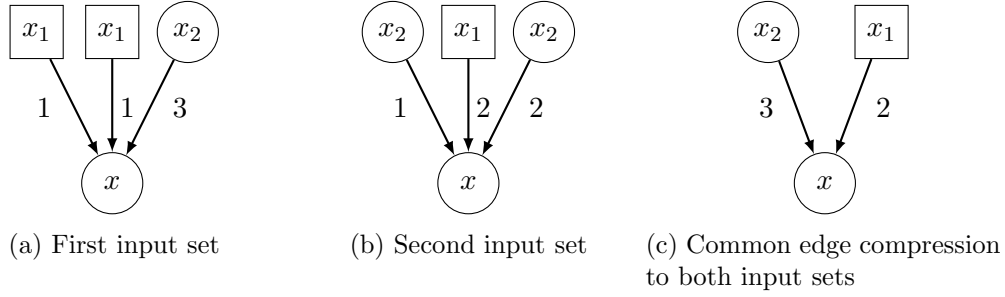 x₁ x₁ x₂
1 1 3
x
(a) First input set
x₂ x₁ x₂
1 2 2
x
(b) Second input set
x₂ x₁
3 2
x
(c) Common edge compression
to both input sets